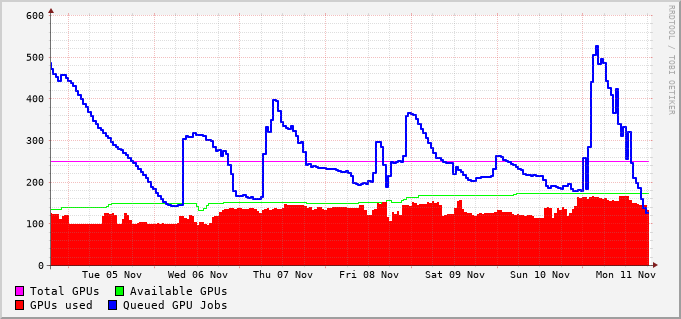 RRDTOOL / TOBI OETIKER
600
500
400
300
200
100
0
Tue 05 Nov Wed 06 Nov Thu 07 Nov Fri 08 Nov Sat 09 Nov Sun 10 Nov Mon 11 Nov
Total GPUs Available GPUs
GPUs used Queued GPU Jobs